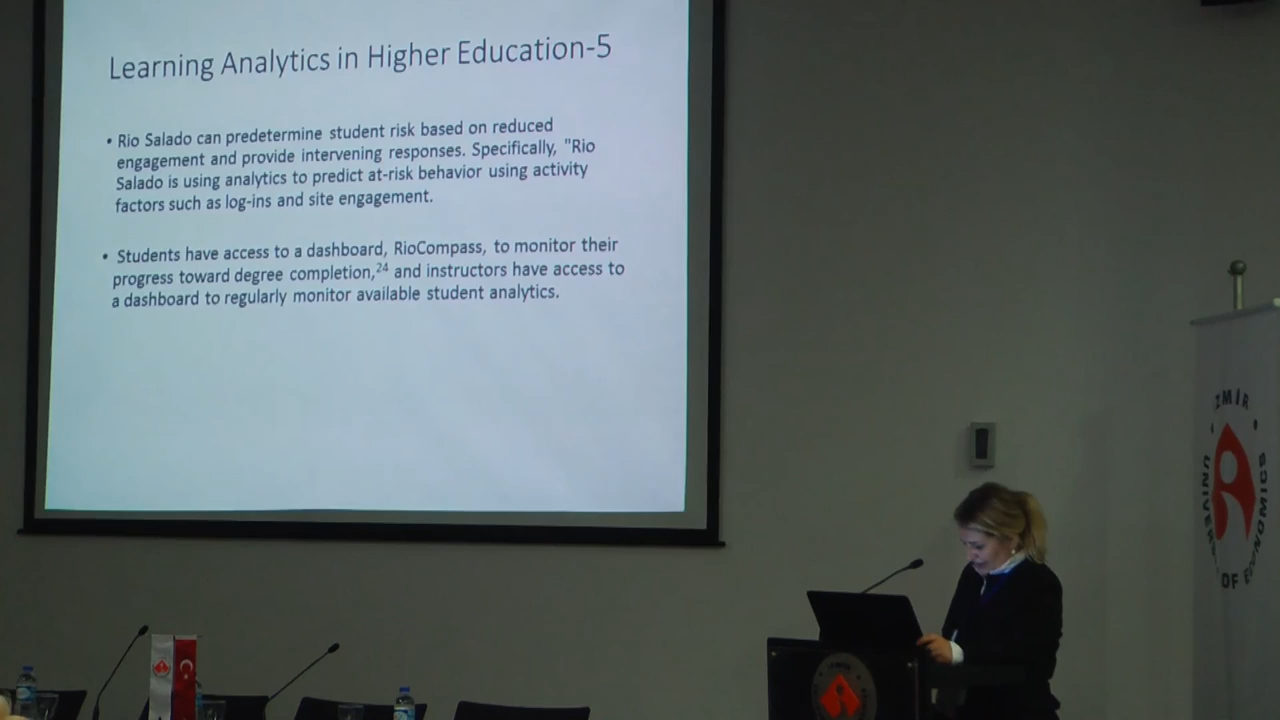 Learning Analytics in Higher Education-5
• Rio Salado can predetermine student risk based on reduced
engagement and provide intervening responses. Specifically, "Rio
Salado is using analytics to predict at-risk behavior using activity
factors such as log-ins and site engagement.
• Students have access to a dashboard, RioCompass, to monitor their
progress toward degree completion,24 and instructors have access to
a dashboard to regularly monitor available student analytics.
İZMİR
UNIVERSITY
OF ECONOMICS
İZMİR